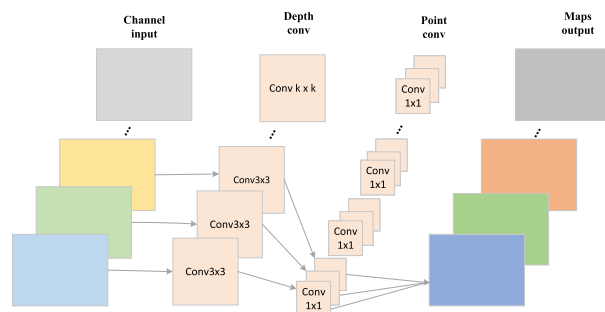 Channel
input
Depth
conv
Point
conv
Maps
output
Conv k x k
Conv
1x1
Conv3x3
Conv
1x1
Conv3x3
Conv
1x1
Conv3x3
Conv
1x1